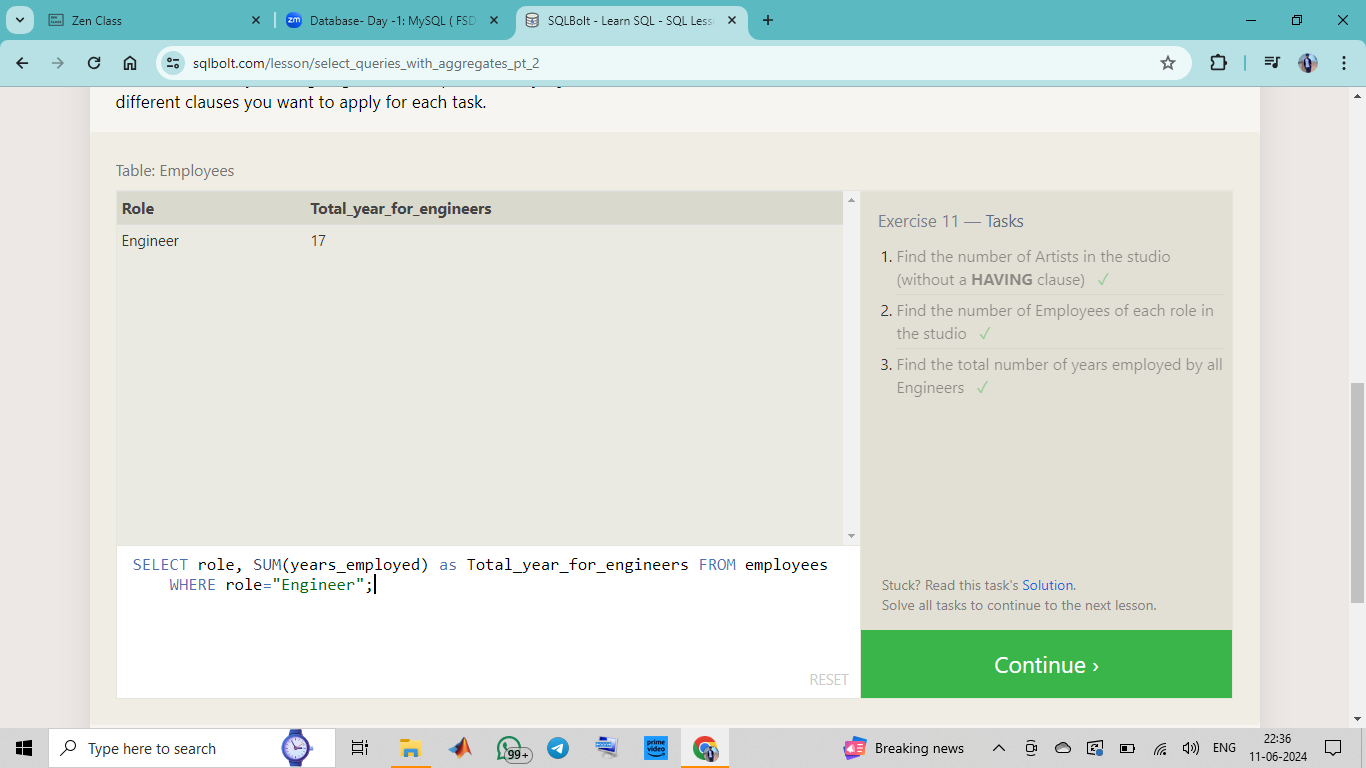 Zen Class
zm Database- Day -1: MySQL ( FSD
SQLBolt - Learn SQL - SQL Less
sqlbolt.com/lesson/select_queries_with_aggregates_pt_2
different clauses you want to apply for each task.
Table: Employees
Role Total_year_for_engineers
Engineer 17
Exercise 11 — Tasks
1. Find the number of Artists in the studio
(without a HAVING clause) ✓
2. Find the number of Employees of each role in
the studio ✓
3. Find the total number of years employed by all
Engineers ✓
SELECT role, SUM(years_employed) as Total_year_for_engineers FROM employees
WHERE role="Engineer";
RESET
Stuck? Read this task's Solution.
Solve all tasks to continue to the next lesson.
Continue ›
Type here to search
99+
prime
video
Breaking news
ENG
22:36
11-06-2024